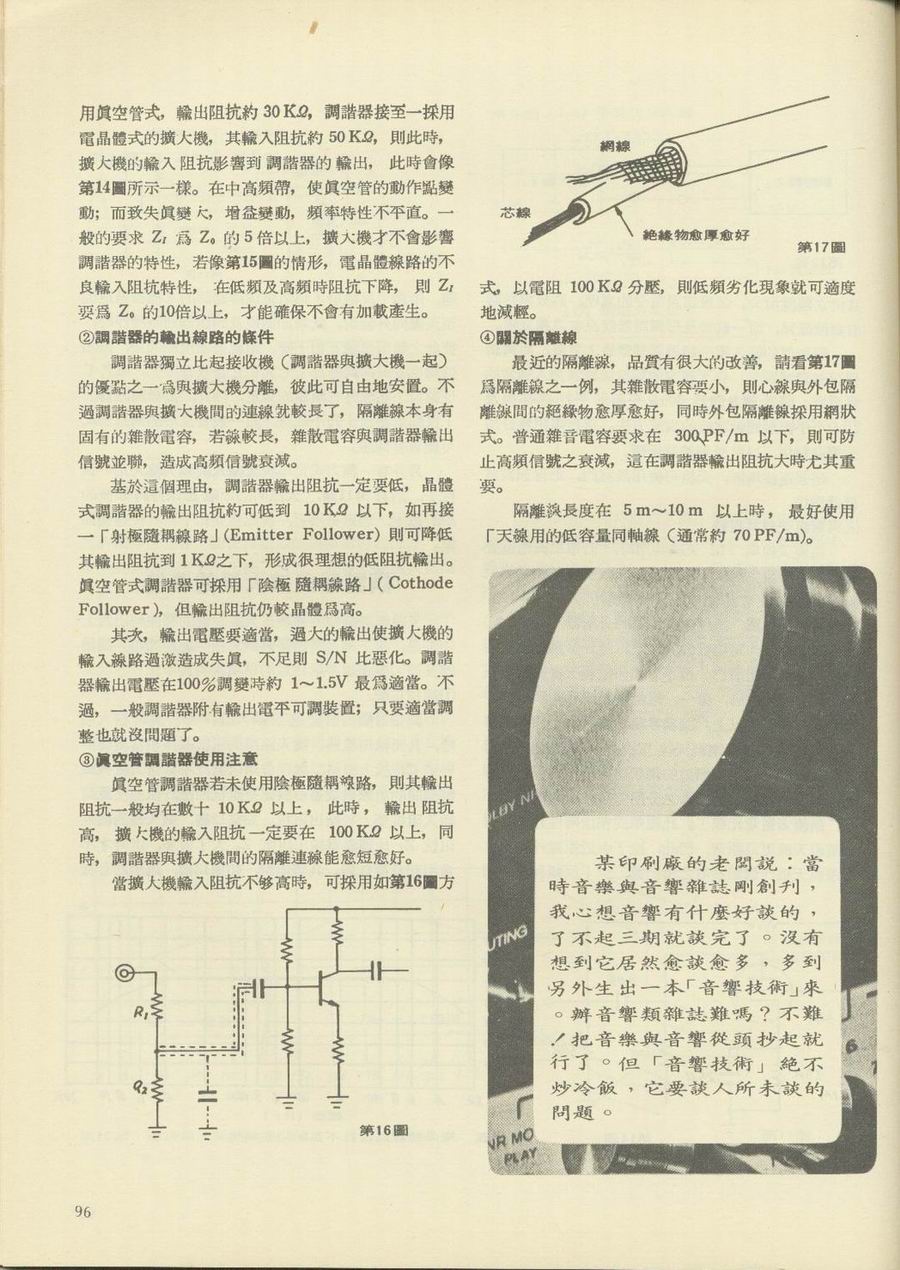 用眞空管式，輸出阻抗約 30 KΩ，調諧器接至一採用
電晶體式的擴大機，其輸入阻抗約 50 KΩ，則此時，
擴大機的輸入阻抗影響到調諧器的輸出，此時會像
第14圖所示一樣。在中高頻帶，使眞空管的動作點變
動；而致失眞變大，增益變動，頻率特性不平直。一
般的要求 ZI 爲 Z0 的 5 倍以上，擴大機才不會影響
調諧器的特性，若像第15圖的情形，電晶體線路的不
良輸入阻抗特性，在低頻及高頻時阻抗下降，則 ZI
要爲 Z0 的10倍以上，才能確保不會有加載產生。
②調諧器的輸出線路的條件
調諧器獨立比起接收機（調諧器與擴大機一起）
的優點之一爲與擴大機分離，彼此可自由地安置。不
過調諧器與擴大機間的連線就較長了，隔離線本身有
固有的雜散電容，若線較長，雜散電容與調諧器輸出
信號並聯，造成高頻信號衰減。
基於這個理由，調諧器輸出阻抗一定要低，晶體
式調諧器的輸出阻抗約可低到 10 KΩ 以下，如再接
一「射極隨耦線路」(Emitter Follower) 則可降低
其輸出阻抗到 1 KΩ之下，形成很理想的低阻抗輸出。
眞空管式調諧器可採用「陰極隨耦線路」( Cothode
Follower )，但輸出阻抗仍較晶體爲高。
其次，輸出電壓要適當，過大的輸出使擴大機的
輸入線路過激造成失眞，不足則 S/N 比惡化。調諧
器輸出電壓在100%調變時約 1～1.5V 最爲適當。不
過，一般調諧器附有輸出電平可調裝置；只要適當調
整也就沒問題了。
③眞空管調諧器使用注意
眞空管調諧器若未使用陰極隨耦線路，則其輸出
阻抗一般均在數十 10 KΩ 以上，此時，輸出阻抗
高，擴大機的輸入阻抗一定要在 100 KΩ 以上，同
時，調諧器與擴大機間的隔離連線能愈短愈好。
當擴大機輸入阻抗不够高時，可採用如第16圖方
R1
Q2
第16圖
網線
芯線
絕緣物愈厚愈好
第17圖
式，以電阻 100 KΩ 分壓，則低頻劣化現象就可適度
地減輕。
④關於隔離線
最近的隔離線，品質有很大的改善，請看第17圖
爲隔離線之一例，其雜散電容要小，則心線與外包隔
離線間的絕緣物愈厚愈好，同時外包隔離線採用網狀
式。普通雜音電容要求在 300PF/m 以下，則可防
止高頻信號之衰減，這在調諧器輸出阻抗大時尤其重
要。
隔離線長度在 5 m～10 m 以上時，最好使用
「天線用的低容量同軸線（通常約 70 PF/m)。
LBY NR
UTING
6
VR MO
PLAY
某印刷廠的老闆説：當
時音樂與音響雜誌剛創刋，
我心想音響有什麼好談的，
了不起三期就談完了。沒有
想到它居然愈談愈多，多到
另外生出一本「音響技術」來
。辦音響類雜誌難嗎？不難
！把音樂與音響從頭抄起就
行了。但「音響技術」絕不
炒冷飯，它要談人所未談的
問題。
96